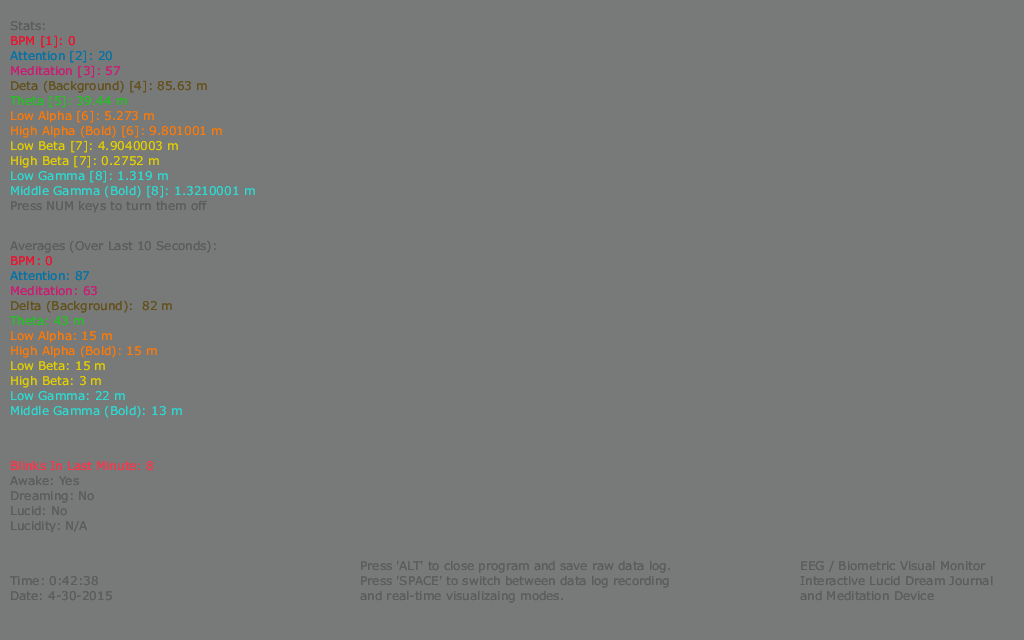 Stats:
BPM [1]: 0
Attention [2]: 20
Meditation [3]: 57
Deta (Background) [4]: 85.63 m
Theta [5]: 39.44 m
Low Alpha [6]: 5.273 m
High Alpha (Bold) [6]: 9.801001 m
Low Beta [7]: 4.9040003 m
High Beta [7]: 0.2752 m
Low Gamma [8]: 1.319 m
Middle Gamma (Bold) [8]: 1.3210001 m
Press NUM keys to turn them off
Averages (Over Last 10 Seconds):
BPM: 0
Attention: 87
Meditation: 63
Delta (Background):  82 m
Theta: 43 m
Low Alpha: 15 m
High Alpha (Bold): 15 m
Low Beta: 15 m
High Beta: 3 m
Low Gamma: 22 m
Middle Gamma (Bold): 13 m
Blinks In Last Minute:
Awake: Yes
Dreaming: No
Lucid: No
Lucidity: N/A
Time: 0:42:38
Date: 4-30-2015
Press 'ALT' to close program and save raw data log.
Press 'SPACE' to switch between data log recording
and real-time visualizaing modes.
EEG / Biometric Visual Monitor
Interactive Lucid Dream Journal
and Meditation Device